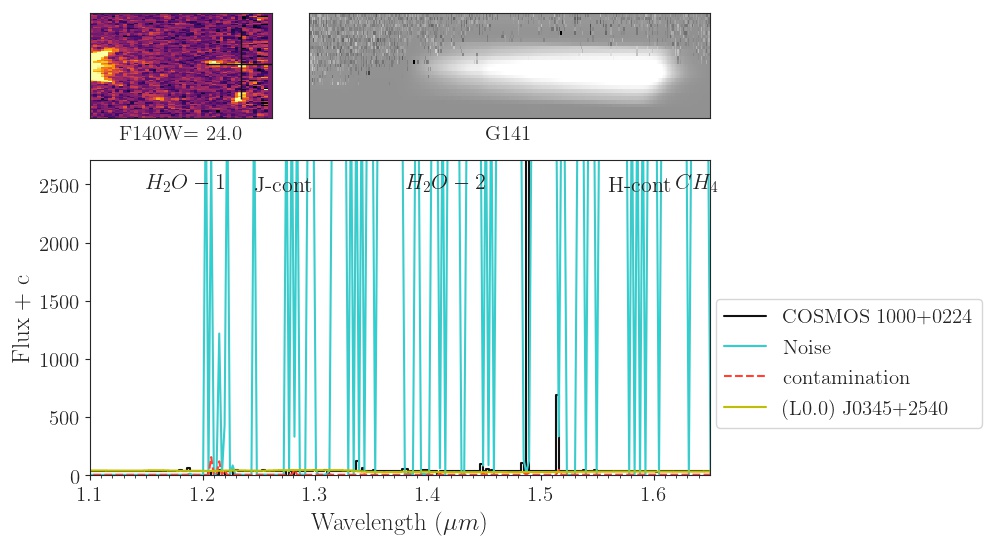 F140W= 24.0
G141
H₂O − 1
J-cont
H₂O − 2
H-cont
CH₄
2500
2000
1500
1000
500
0
Flux + c
1.1
1.2
1.3
1.4
1.5
1.6
Wavelength (μm)
COSMOS 1000+0224
Noise
contamination
(L0.0) J0345+2540